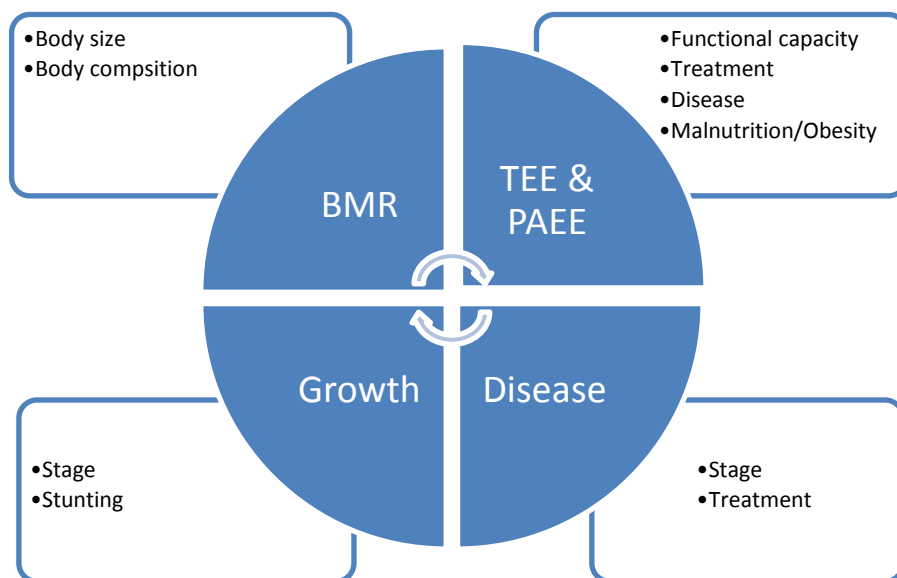 •Body size
•Body compsition
•Functional capacity
•Treatment
•Disease
•Malnutrition/Obesity
BMR
TEE &
PAEE
Growth
Disease
•Stage
•Stunting
•Stage
•Treatment